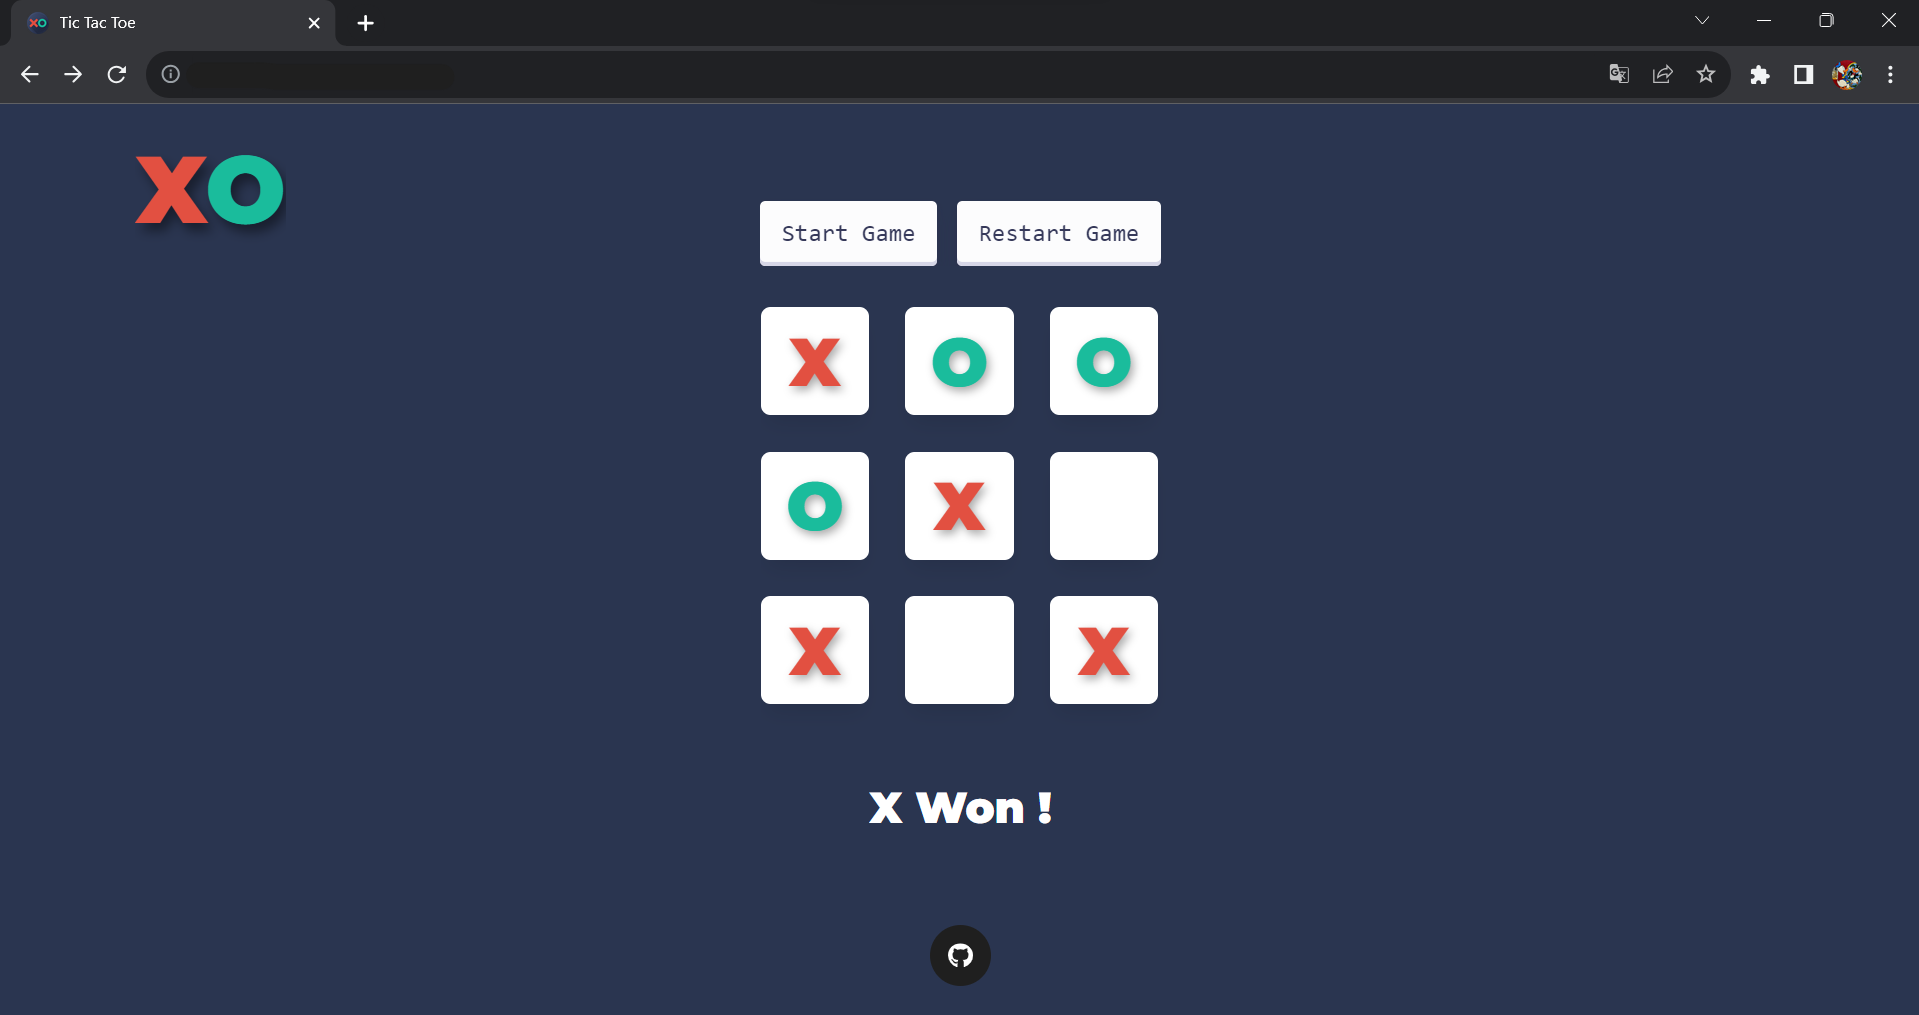 Tic Tac Toe
XO
Start Game Restart Game
X O O
O X
X X
X Won !